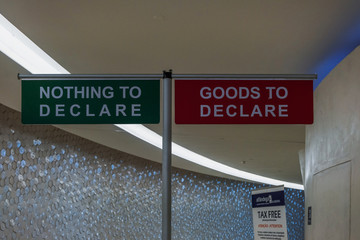 NOTHING TO
DECLARE
GOODS TO
DECLARE
TAX FREE